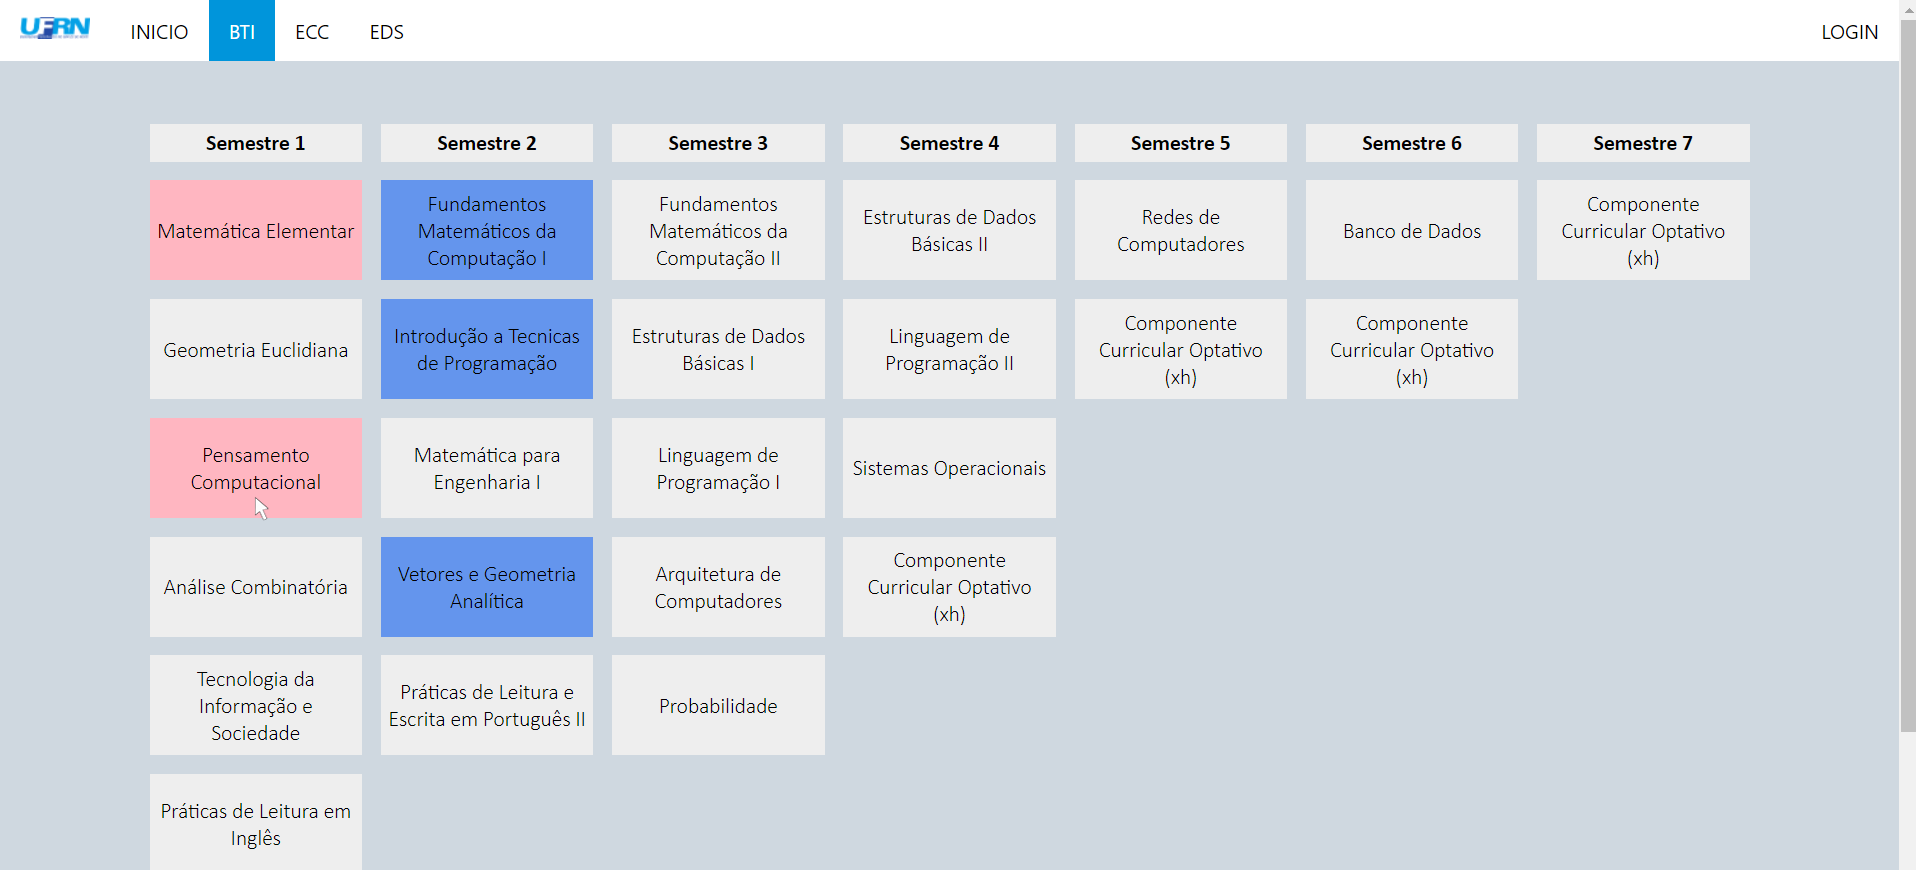 UFRN
INICIO
BTI
ECC
EDS
LOGIN
Semestre 1
Semestre 2
Semestre 3
Semestre 4
Semestre 5
Semestre 6
Semestre 7
Matemática Elementar
Fundamentos
Matemáticos da
Computação I
Fundamentos
Matemáticos da
Computação II
Estruturas de Dados
Básicas II
Redes de
Computadores
Banco de Dados
Componente
Curricular Optativo
(xh)
Geometria Euclidiana
Introdução a Tecnicas
de Programação
Estruturas de Dados
Básicas I
Linguagem de
Programação II
Componente
Curricular Optativo
(xh)
Componente
Curricular Optativo
(xh)
Pensamento
Computacional
Matemática para
Engenharia I
Linguagem de
Programação I
Sistemas Operacionais
Análise Combinatória
Vetores e Geometria
Analítica
Arquitetura de
Computadores
Componente
Curricular Optativo
(xh)
Tecnologia da
Informação e
Sociedade
Práticas de Leitura e
Escrita em Português II
Probabilidade
Práticas de Leitura em
Inglês